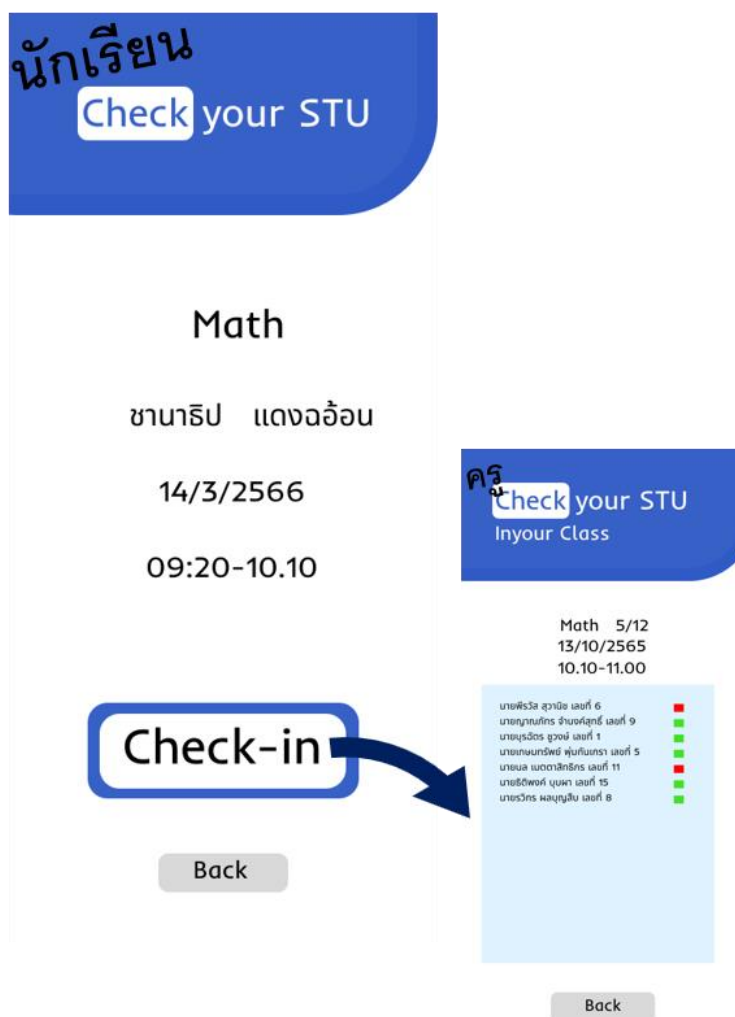 นักเรียน
Check your STU
Math
ชานาธิป แดงฉอ้อน
14/3/2566
09:20-10.10
Check-in
Back
ครู
Check your STU
Inyour Class
Math 5/12
13/10/2565
10.10-11.00
นายพีรวัส สุวานิช เลขที่ 6
นายญาณภัทร จำนงค์สุทธิ์ เลขที่ 9
นายบุรฉัตร ชูวงษ์ เลขที่ 1
นายเกษมทรัพย์ พุ่มกันเกรา เลขที่ 5
นายนล เมตตาสิทธิกร เลขที่ 11
นายธิติพงศ์ บุบผา เลขที่ 15
นายรวิกร ผลบุญสืบ เลขที่ 8
Back